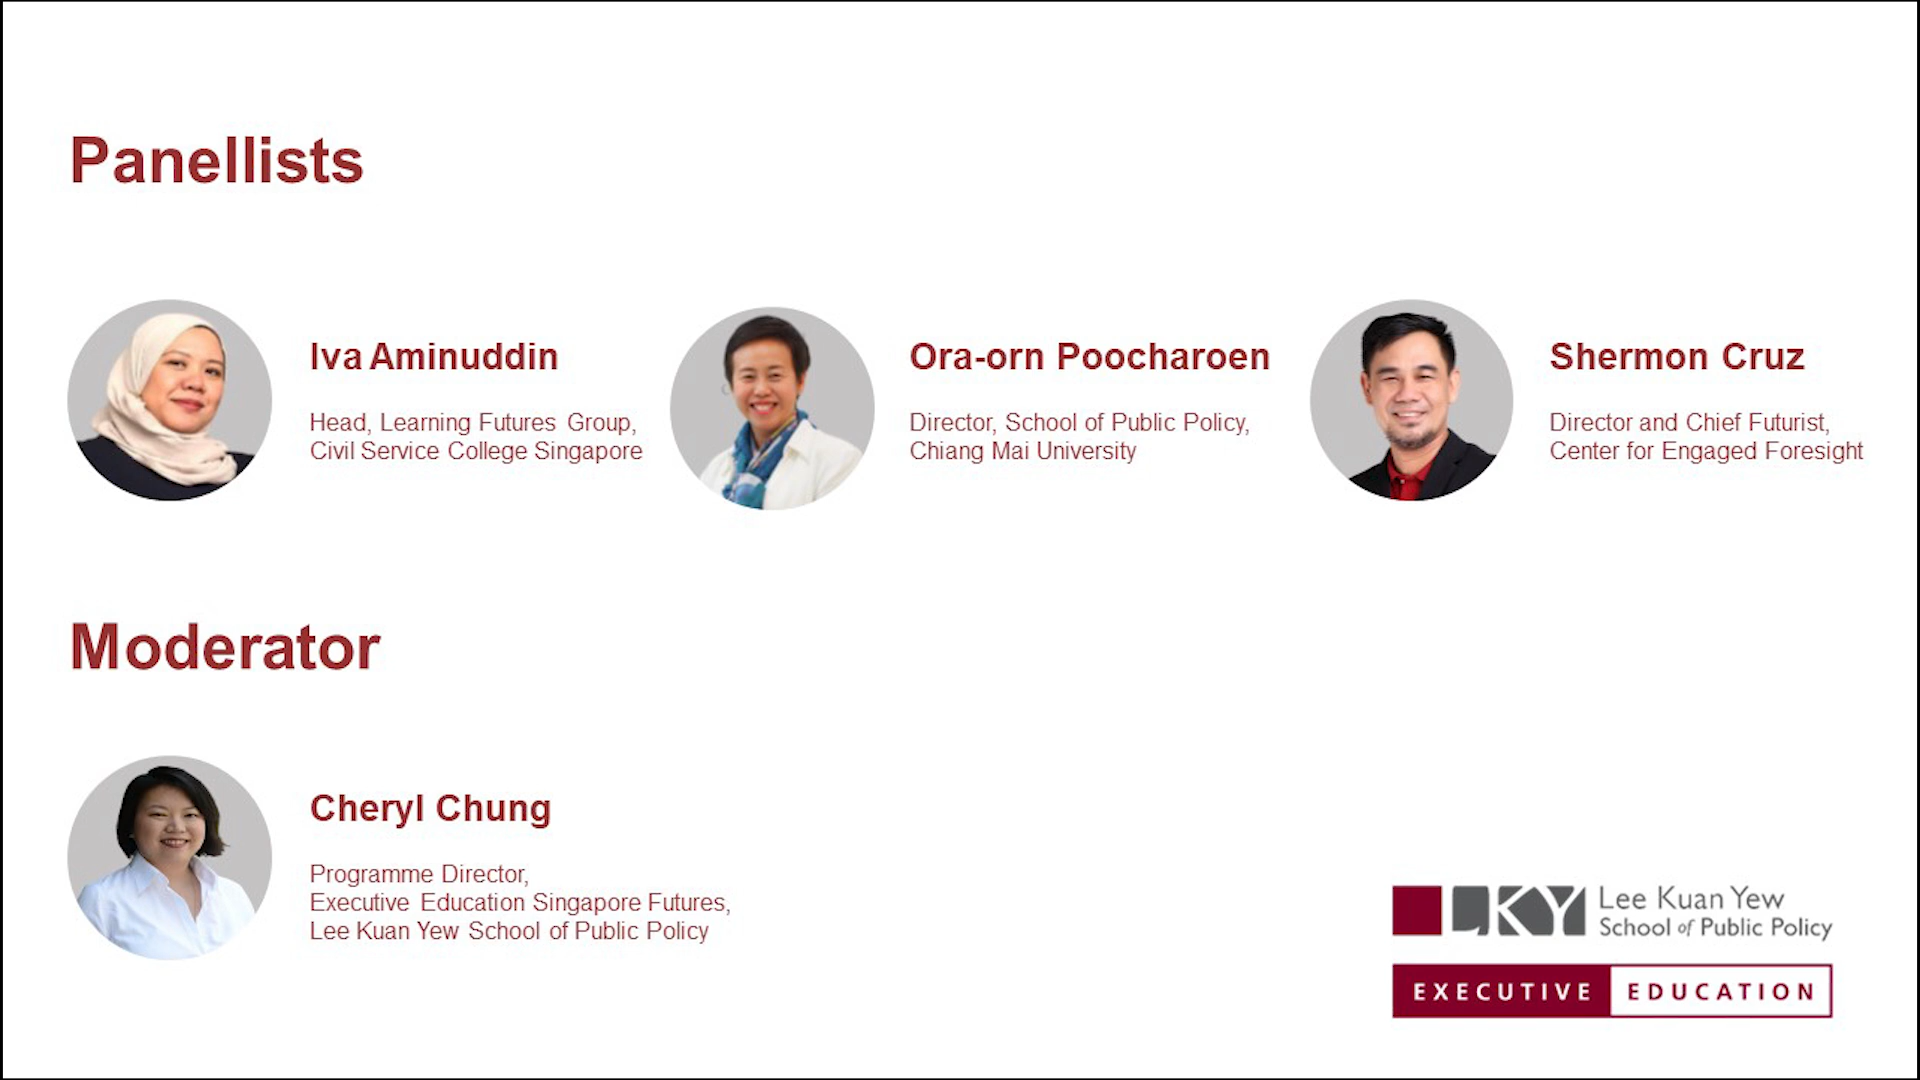 Panellists
Iva Aminuddin
Head, Learning Futures Group,
Civil Service College Singapore
Ora-orn Poocharoen
Director, School of Public Policy,
Chiang Mai University
Shermon Cruz
Director and Chief Futurist,
Center for Engaged Foresight
Moderator
Cheryl Chung
Programme Director,
Executive Education Singapore Futures,
Lee Kuan Yew School of Public Policy
LKY
Lee Kuan Yew
School of Public Policy
EXECUTIVE EDUCATION